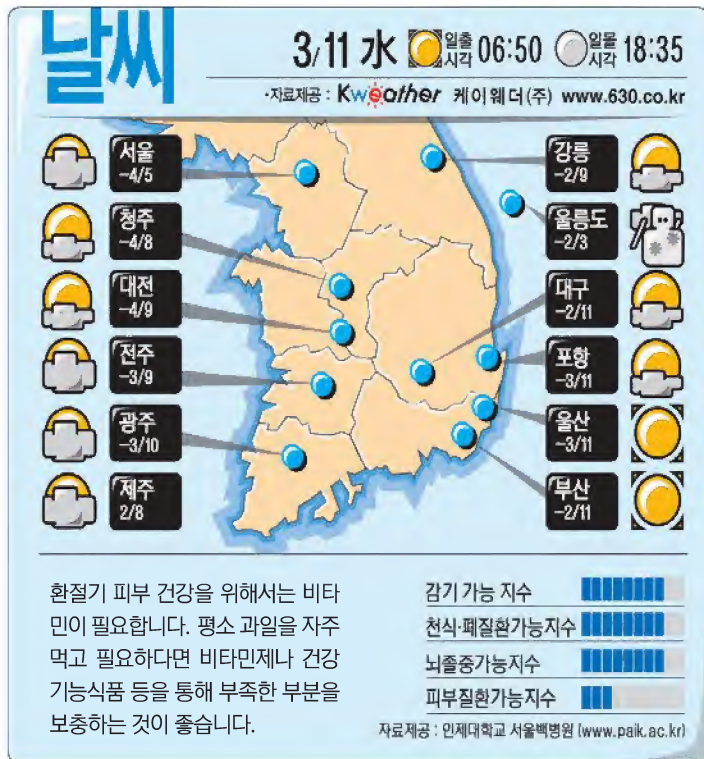 날씨
3/11 水 일출시각 06:50 일몰시각 18:35
·자료제공 : Kweather 케이웨더(주) www.630.co.kr
서울
-4/5
청주
-4/8
대전
-4/9
전주
-3/9
광주
-3/10
제주
2/8
강릉
-2/9
울릉도
-2/3
대구
-2/11
포항
-3/11
울산
-3/11
부산
-2/11
환절기 피부 건강을 위해서는 비타
민이 필요합니다. 평소 과일을 자주
먹고 필요하다면 비타민제나 건강
기능식품 등을 통해 부족한 부분을
보충하는 것이 좋습니다.
감기 가능 지수
천식·폐질환가능지수
뇌졸중가능지수
피부질환가능지수
자료제공 : 인제대학교 서울백병원 (www.paik.ac.kr)